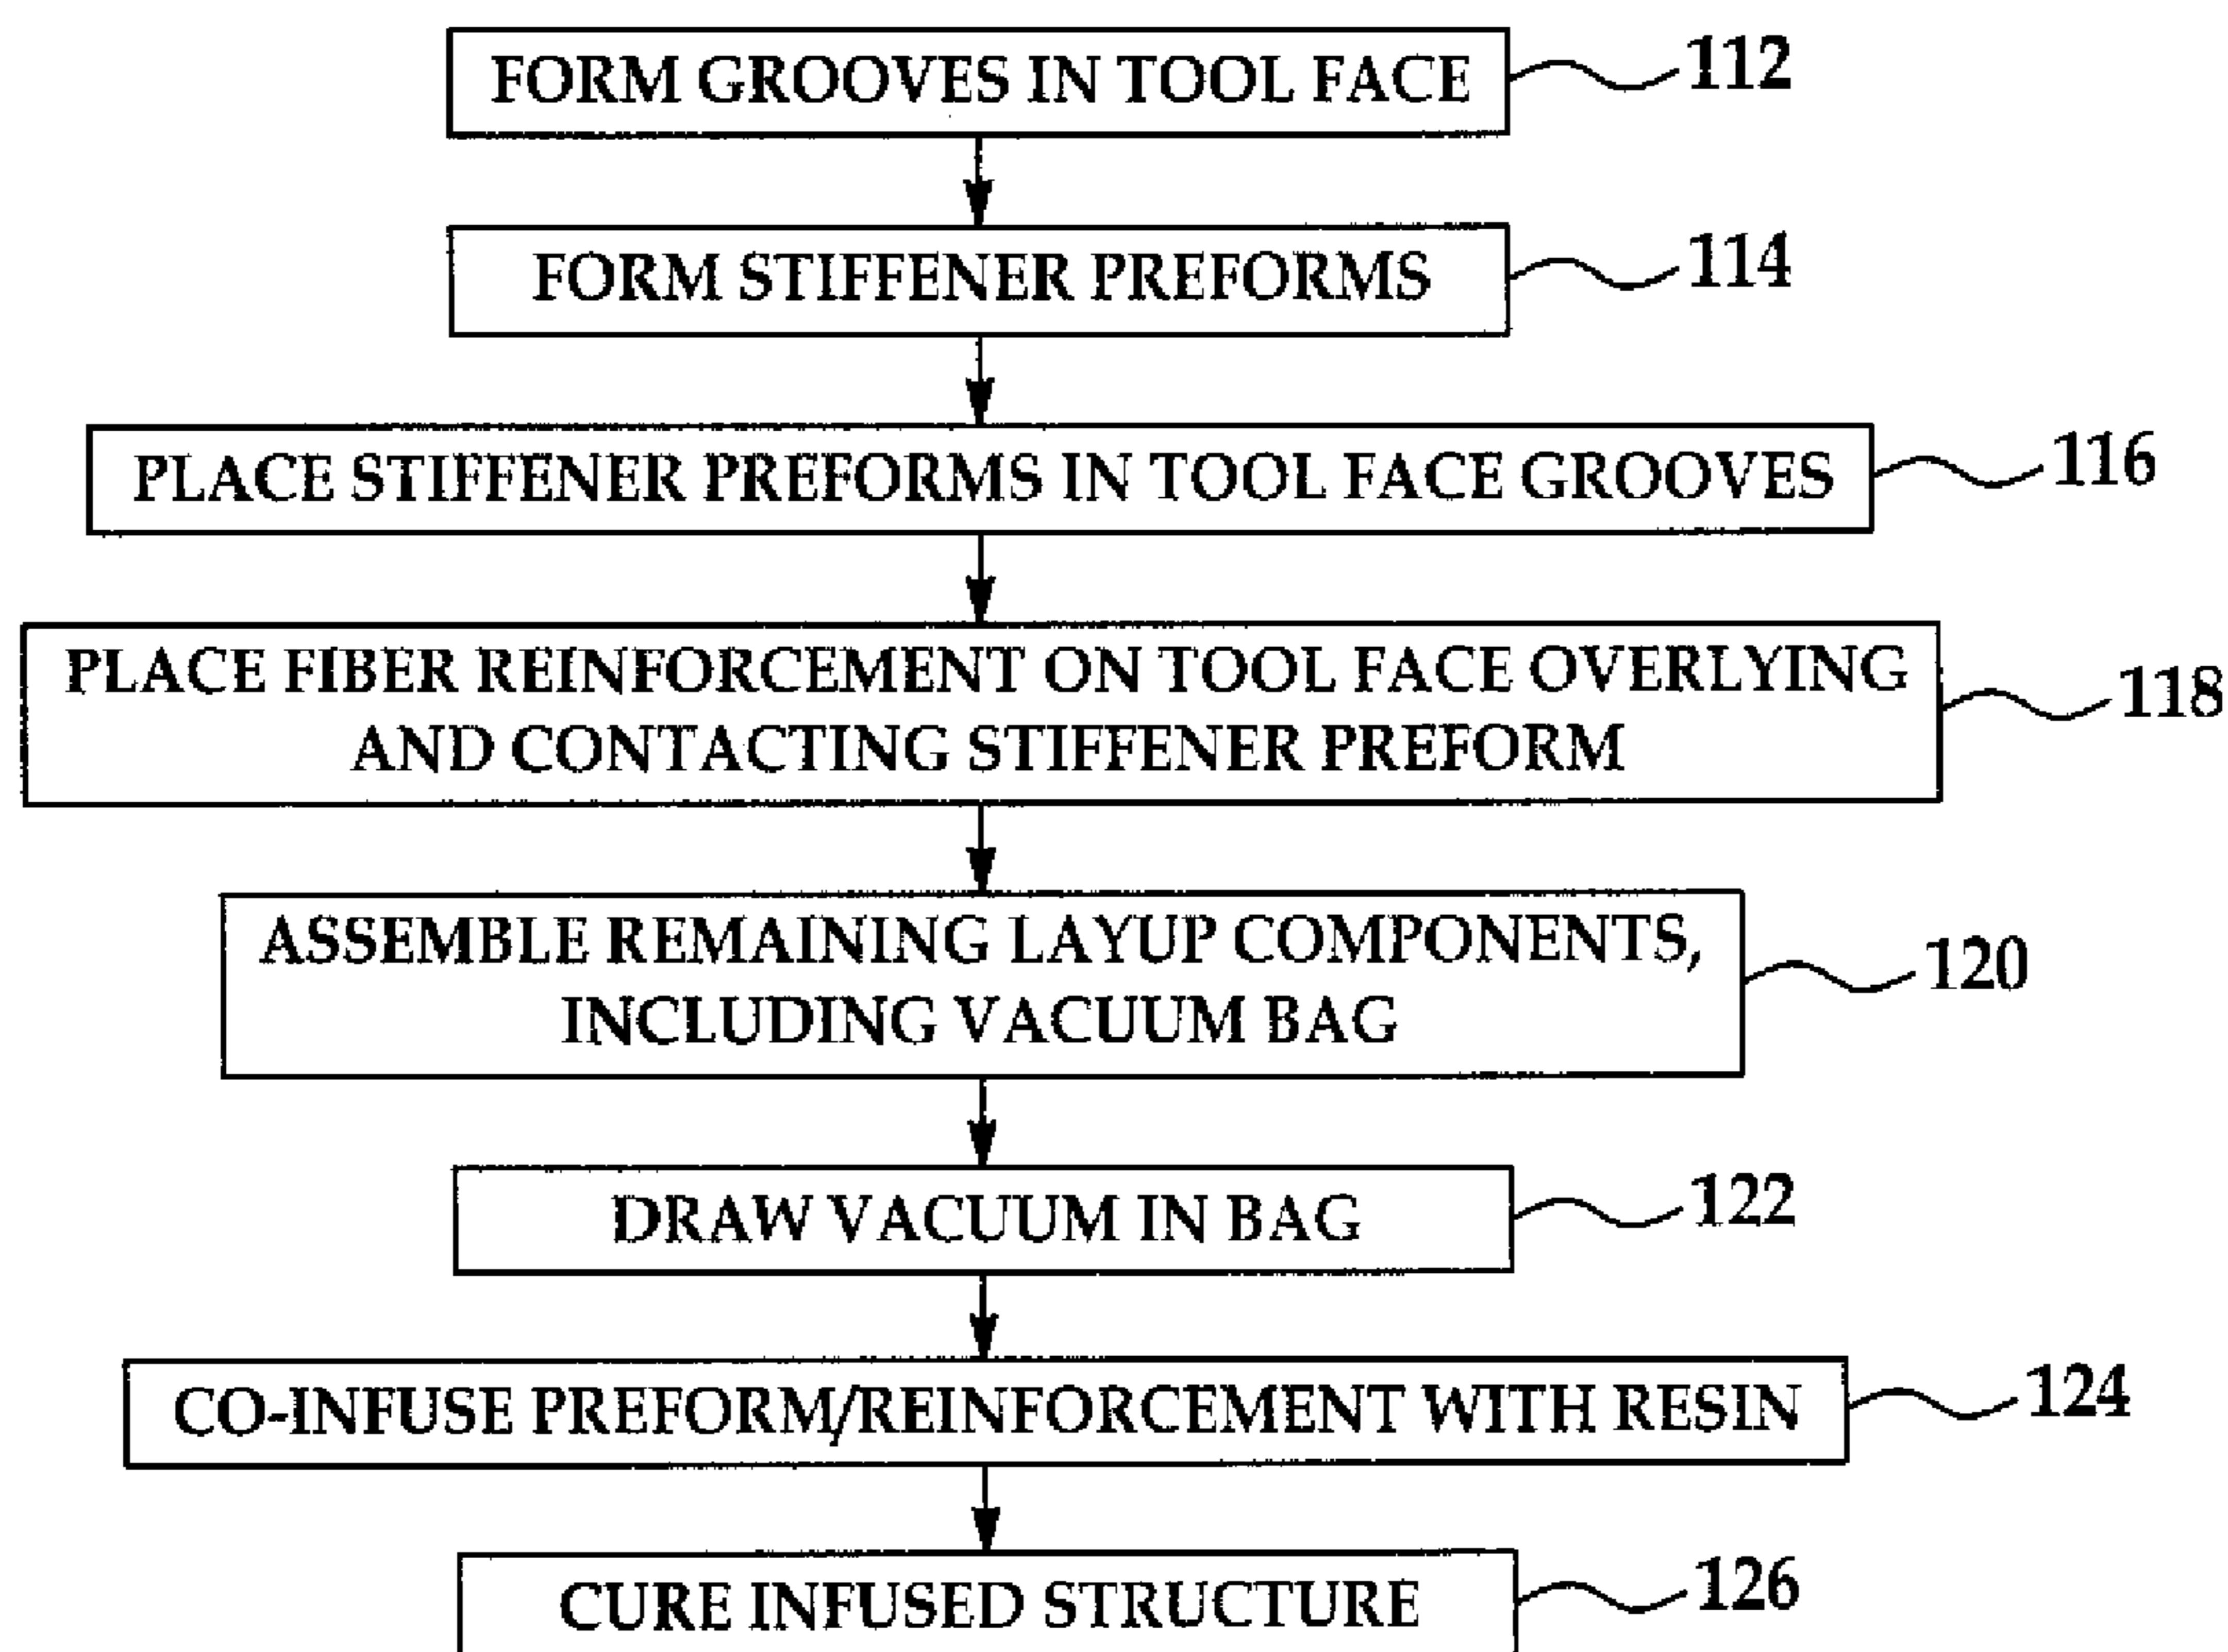 FORM GROOVES IN TOOL FACE
112
FORM STIFFENER PREFORMS
114
PLACE STIFFENER PREFORMS IN TOOL FACE GROOVES
116
PLACE FIBER REINFORCEMENT ON TOOL FACE OVERLYING
AND CONTACTING STIFFENER PREFORM
118
ASSEMBLE REMAINING LAYUP COMPONENTS,
INCLUDING VACUUM BAG
120
DRAW VACUUM IN BAG
122
CO-INFUSE PREFORM/REINFORCEMENT WITH RESIN
124
CURE INFUSED STRUCTURE
126